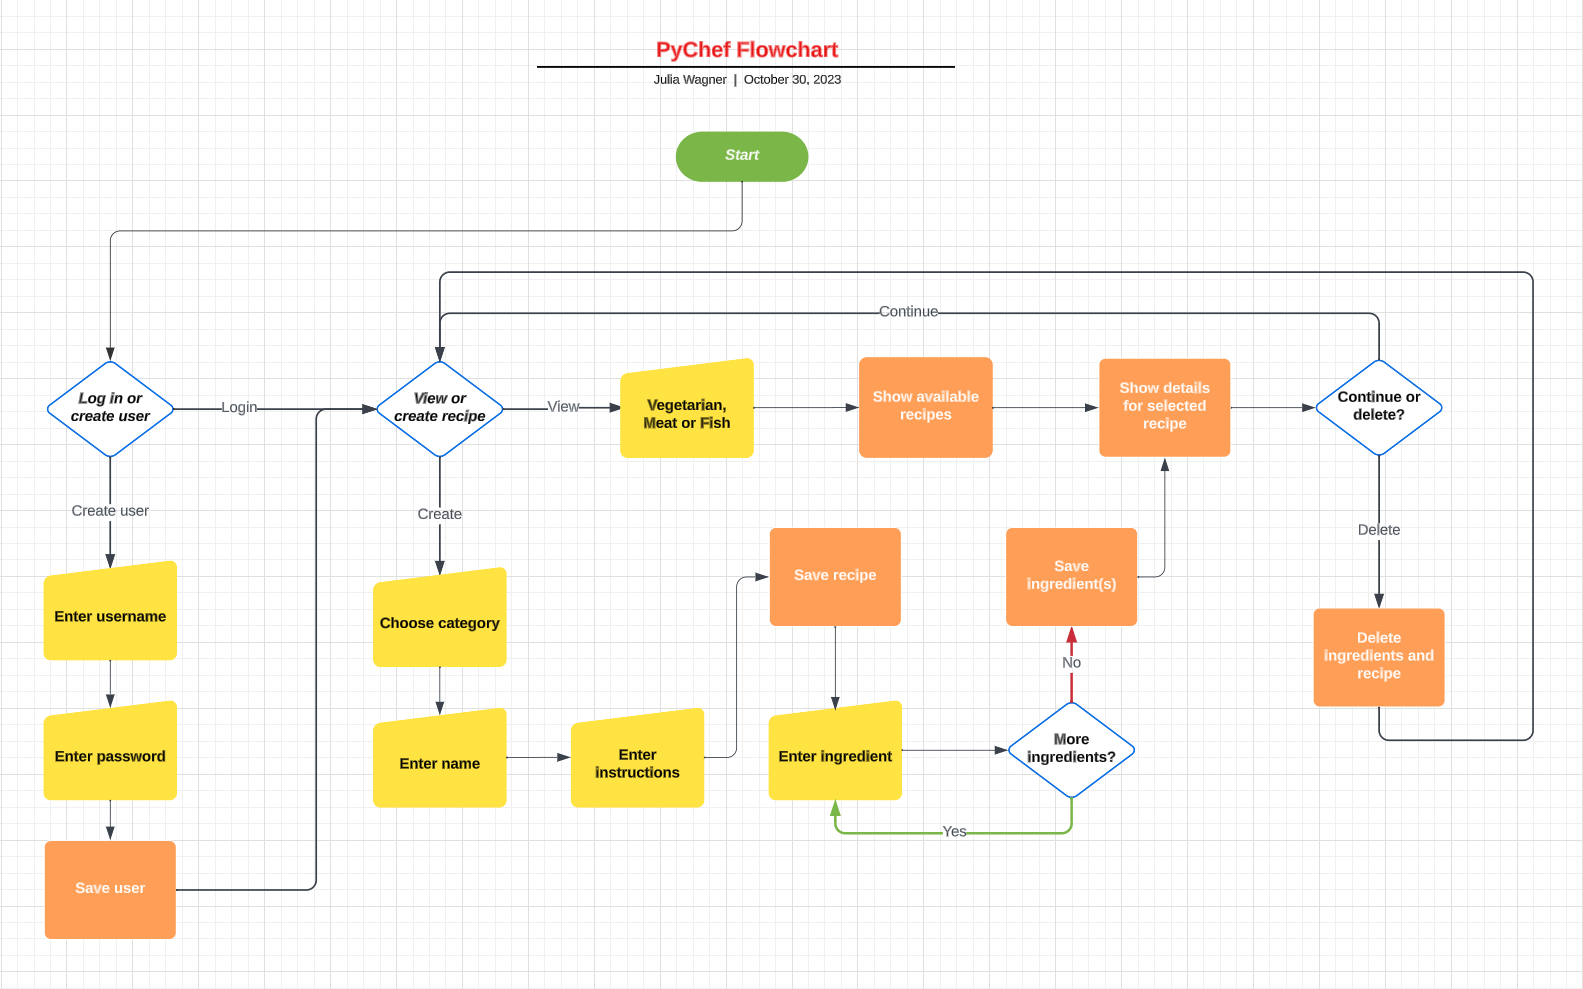 PyChef Flowchart
Julia Wagner | October 30, 2023
Start
Continue
Log in or
create user
Login
View or
create recipe
View
Vegetarian,
Meat or Fish
Show available
recipes
Show details
for selected
recipe
Continue or
delete?
Create user
Create
Delete
Enter username
Choose category
Save recipe
Save
ingredient(s)
No
Delete
ingredients and
recipe
Enter password
Enter name
Enter
instructions
Enter ingredient
More
ingredients?
Yes
Save user